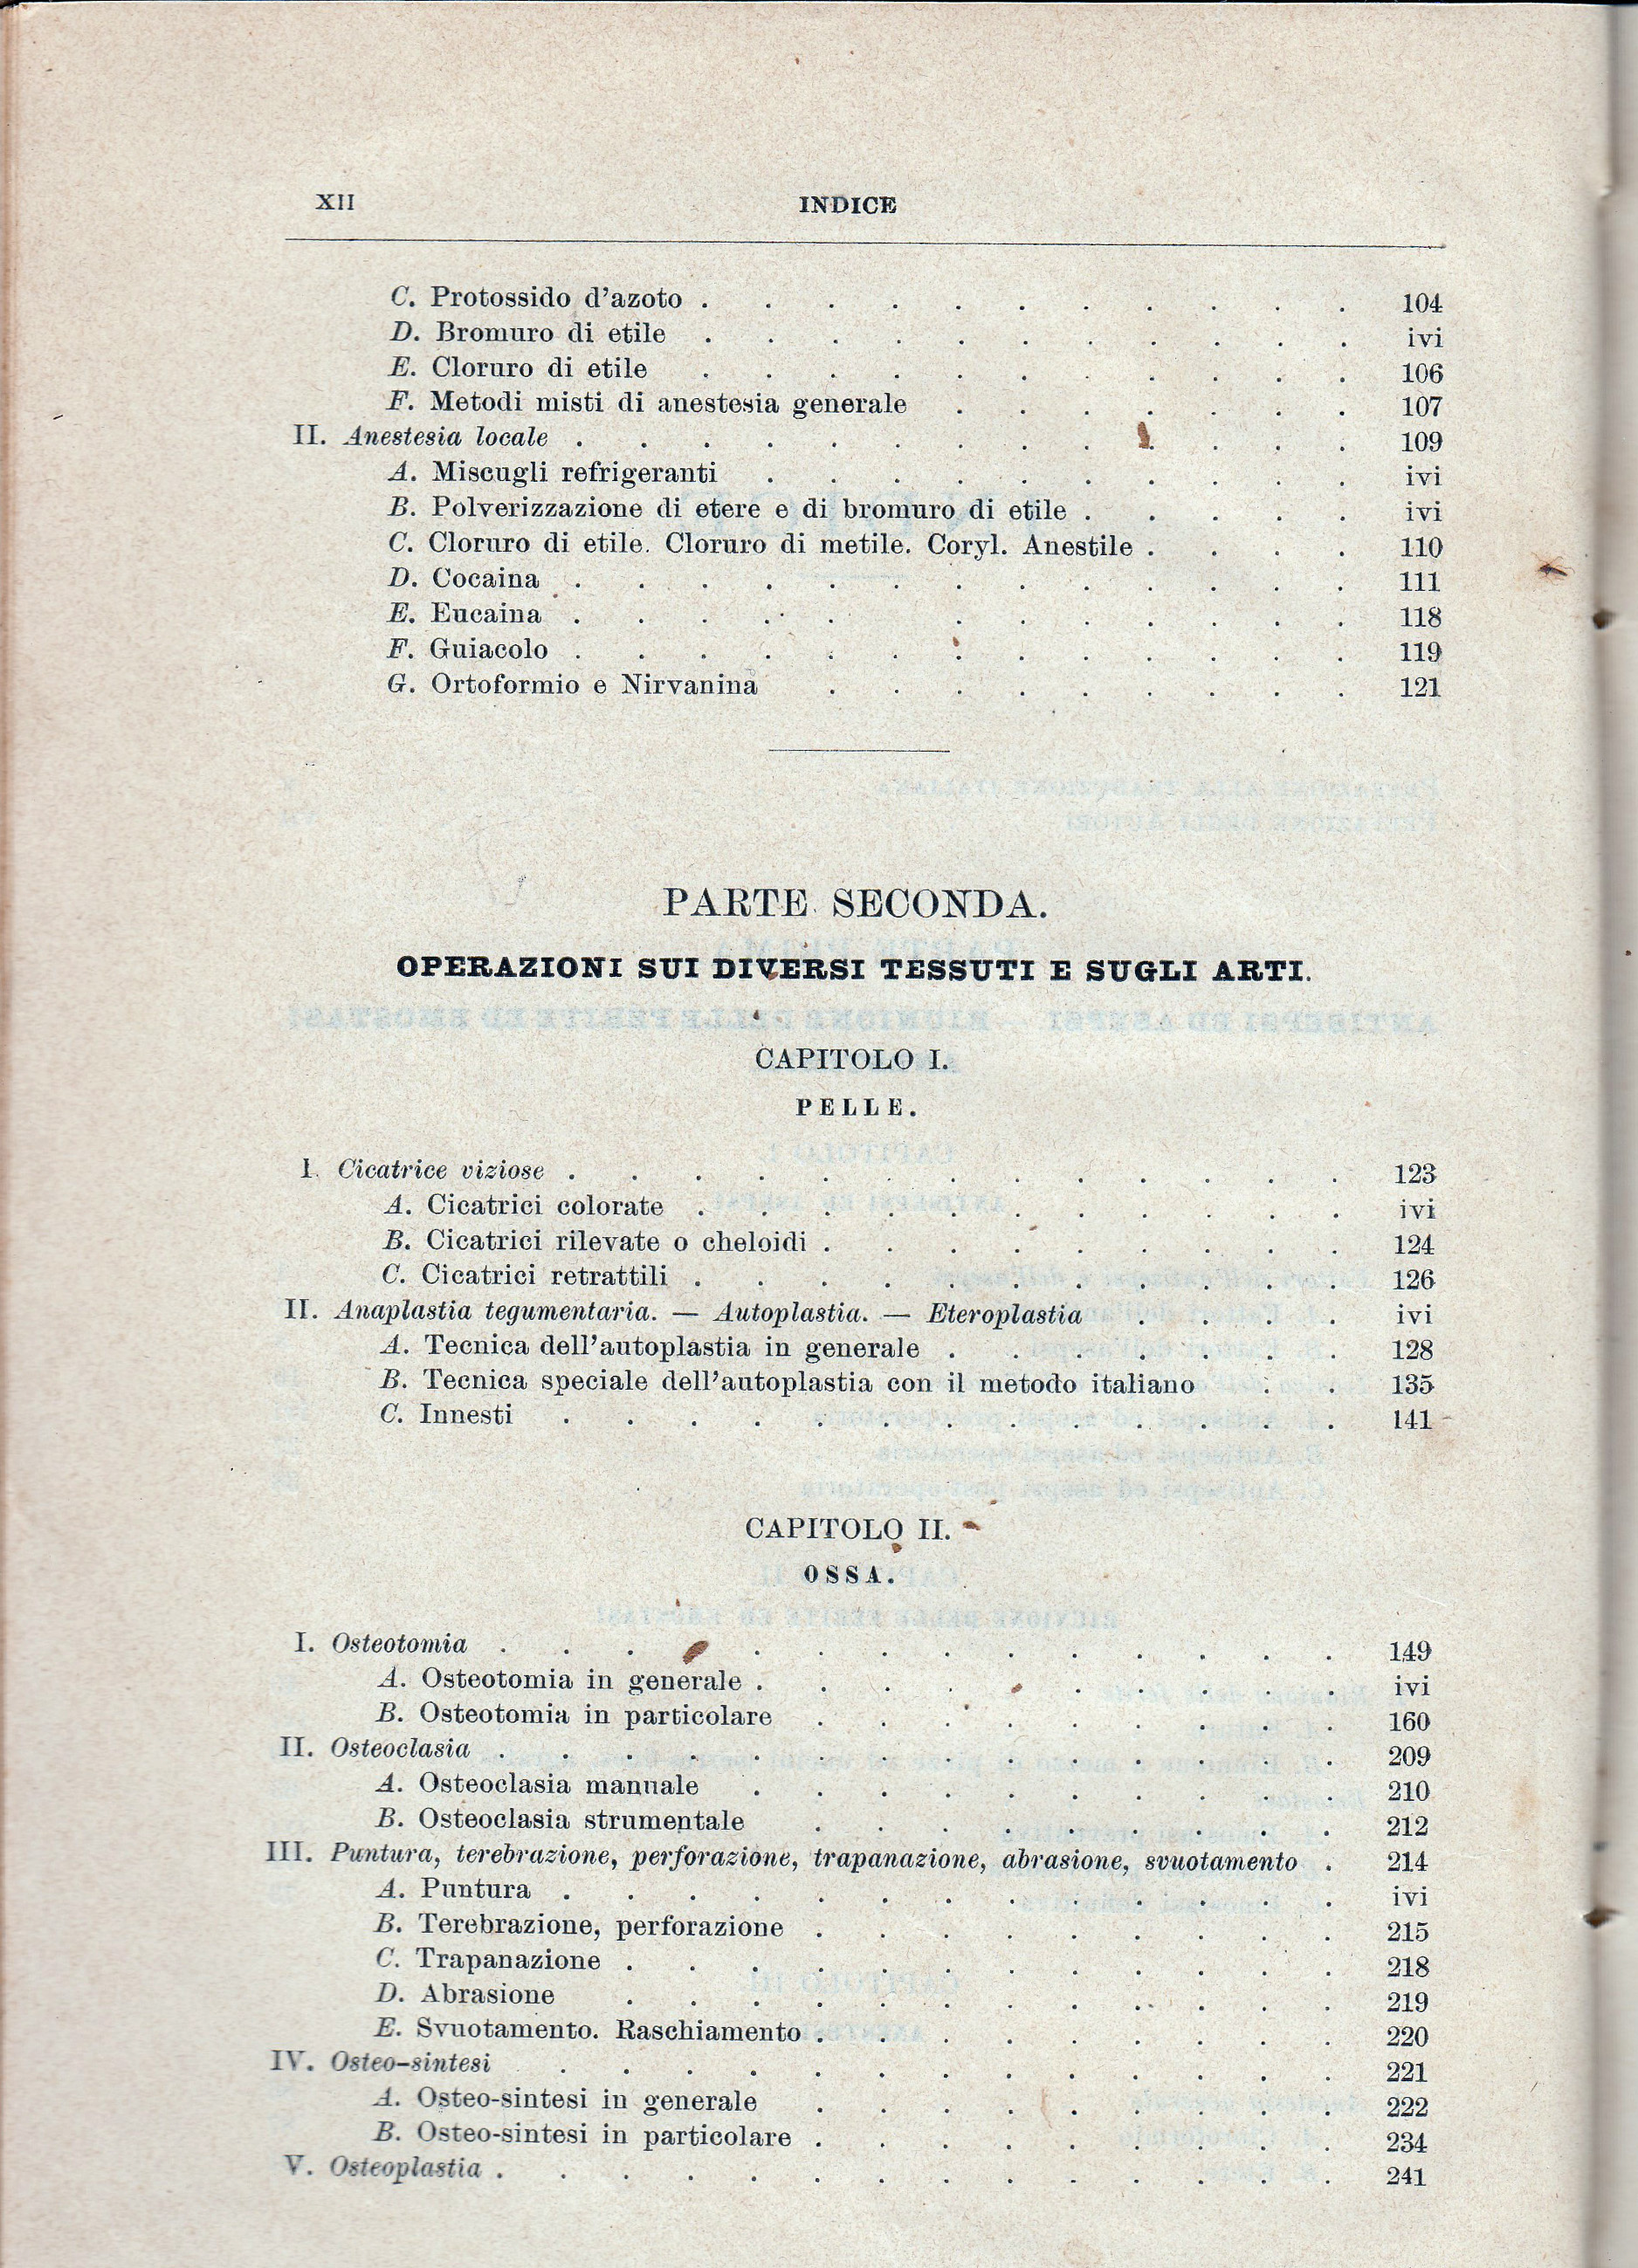 XII INDICE
C. Protossido d'azoto . . . . . . . . . . . 104
D. Bromuro di etile . . . . . . . . . . . ivi
E. Cloruro di etile . . . . . . . . . . . 106
F. Metodi misti di anestesia generale . . . . . . . 107
II. Anestesia locale . . . . . . . . . . . . . 109
A. Miscugli refrigeranti . . . . . . . . . . ivi
B. Polverizzazione di etere e di bromuro di etile . . . . . ivi
C. Cloruro di etile. Cloruro di metile. Coryl. Anestile . . . . 110
D. Cocaina . . . . . . . . . . . . . 111
E. Eucaina . . . . . . . . . . . . . 118
F. Guiacolo . . . . . . . . . . . . . 119
G. Ortoformio e Nirvanina . . . . . . . . . 121
PARTE SECONDA.
OPERAZIONI SUI DIVERSI TESSUTI E SUGLI ARTI.
CAPITOLO I.
PELLE.
I. Cicatrice viziose . . . . . . . . . . . . . 123
A. Cicatrici colorate . . . . . . . . . . . ivi
B. Cicatrici rilevate o cheloidi . . . . . . . . . 124
C. Cicatrici retrattili . . . . . . . . . . . 126
II. Anaplastia tegumentaria. — Autoplastia. — Eteroplastia . . . . ivi
A. Tecnica dell'autoplastia in generale . . . . . . . 128
B. Tecnica speciale dell'autoplastia con il metodo italiano . . 135
C. Innesti . . . . . . . . . . . . . 141
CAPITOLO II.
OSSA.
I. Osteotomia . . . . . . . . . . . . . . 149
A. Osteotomia in generale . . . . . . . . . . ivi
B. Osteotomia in particolare . . . . . . . . . 160
II. Osteoclasia . . . . . . . . . . . . . . 209
A. Osteoclasia manuale . . . . . . . . . . 210
B. Osteoclasia strumentale . . . . . . . . . 212
III. Puntura, terebrazione, perforazione, trapanazione, abrasione, svuotamento . 214
A. Puntura . . . . . . . . . . . . . ivi
B. Terebrazione, perforazione . . . . . . . . . 215
C. Trapanazione . . . . . . . . . . . . 218
D. Abrasione . . . . . . . . . . . . 219
E. Svuotamento. Raschiamento . . . . . . . . . 220
IV. Osteo-sintesi . . . . . . . . . . . . . 221
A. Osteo-sintesi in generale . . . . . . . . . 222
B. Osteo-sintesi in particolare . . . . . . . . . 234
V. Osteoplastia . . . . . . . . . . . . . . 241